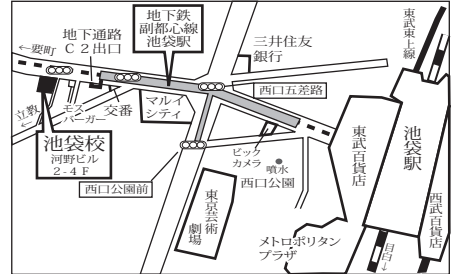 地下鉄
副都心線
池袋駅
地下通路
C2出口
←要町
三井住友
銀行
東武東上線
西口五差路
モス
バーガー
交番
マルイ
シティ
立教
←
池袋校
河野ビル
2-4F
西口公園前
ビック
カメラ
噴水
西口公園
東京芸術
劇場
東武百貨店
池袋駅
西武百貨店
メトロポリタン
プラザ
目白→